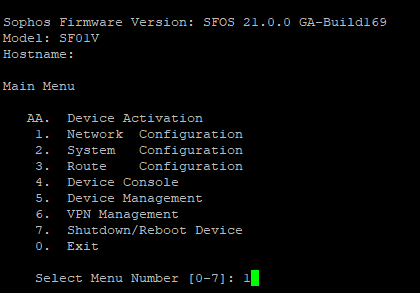 Sophos Firmware Version: SFOS 21.0.0 GA-Build169
Model: SF01V
Hostname:
Main Menu
AA. Device Activation
1. Network Configuration
2. System Configuration
3. Route Configuration
4. Device Console
5. Device Management
6. VPN Management
7. Shutdown/Reboot Device
0. Exit
Select Menu Number [0-7]: 1